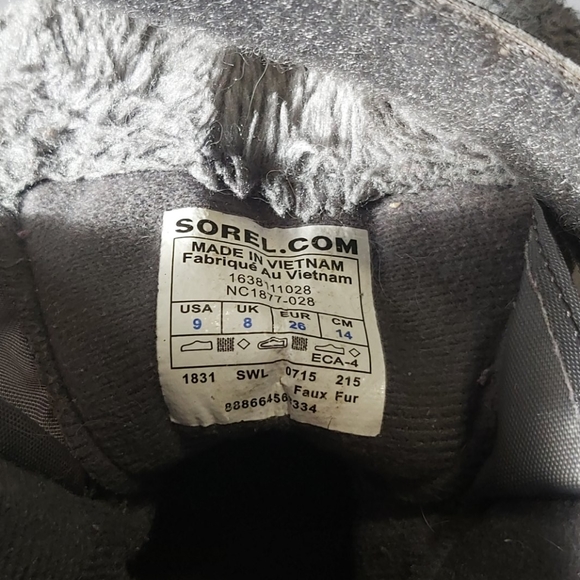 SOREL.COM
MADE IN VIETNAM
Fabriqué Au Vietnam
NC1877-028
USA UK EUR CM
9 8 26 14
ECA-4
1831 SWL 0715 215
Faux Fur